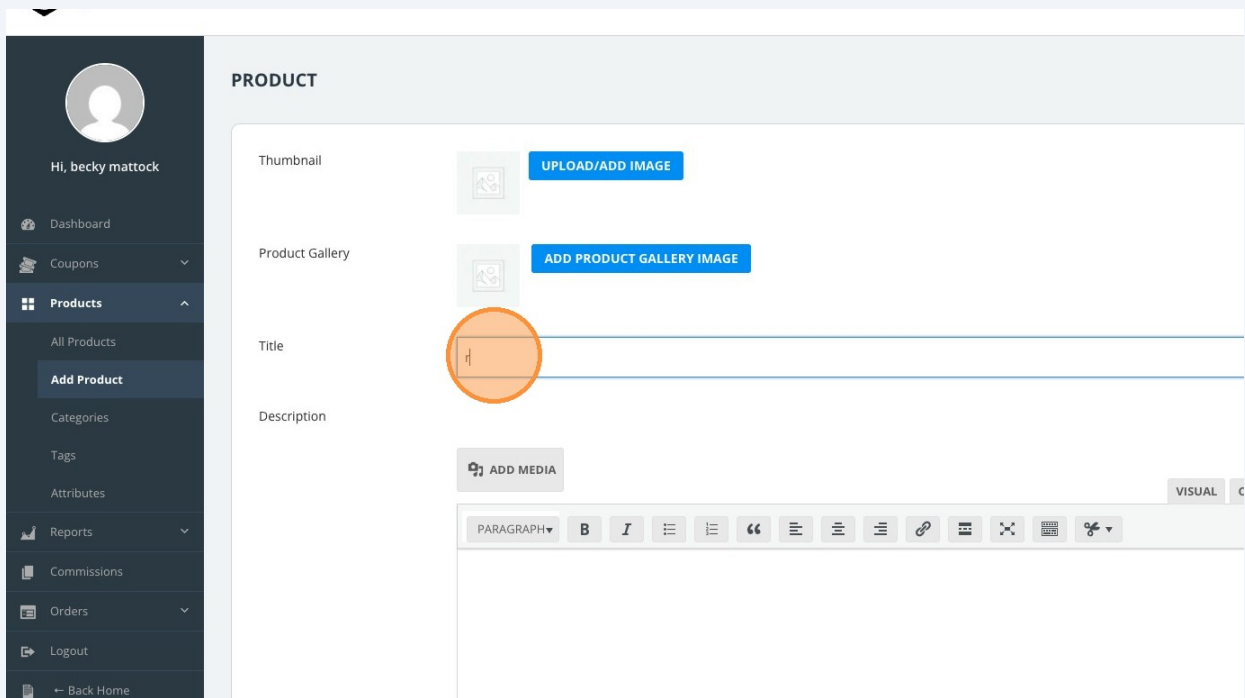 PRODUCT
Hi, becky mattock
Dashboard
Coupons
Products
All Products
Add Product
Categories
Tags
Attributes
Reports
Commissions
Orders
Logout
← Back Home
Thumbnail
UPLOAD/ADD IMAGE
Product Gallery
ADD PRODUCT GALLERY IMAGE
Title
r
Description
ADD MEDIA
VISUAL
PARAGRAPH B I